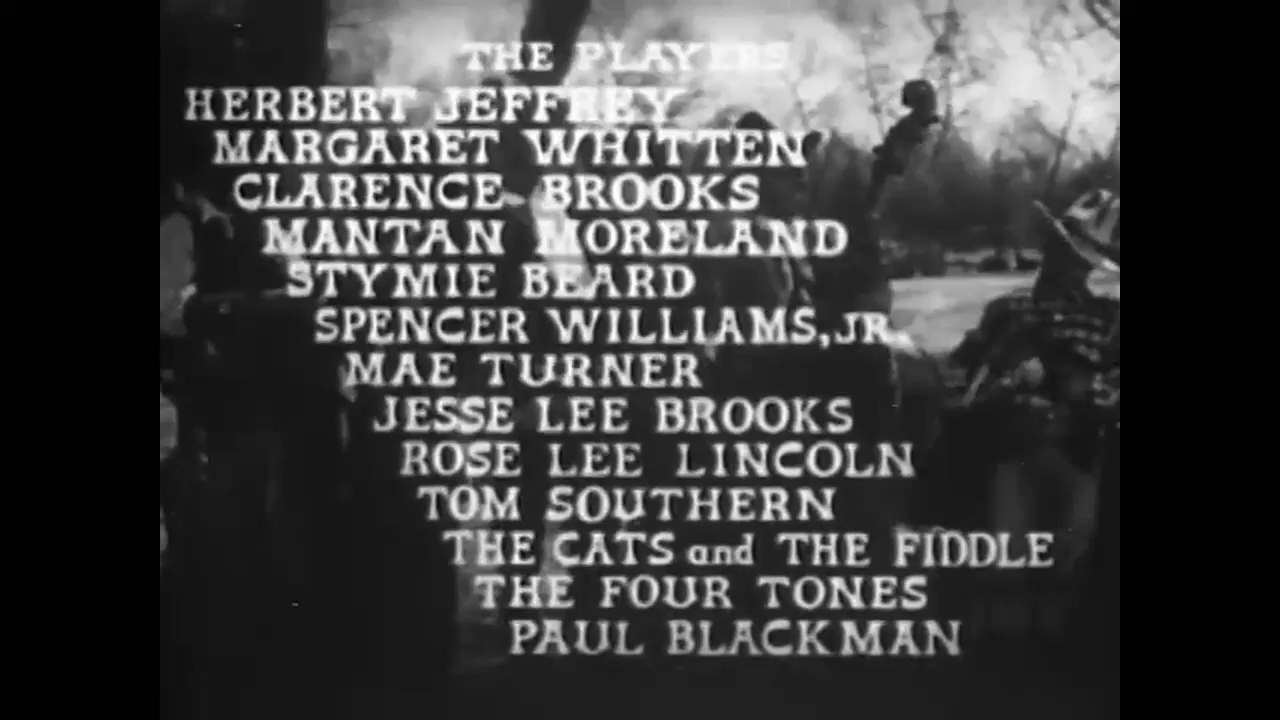 THE PLAYERS
HERBERT JEFFREY
MARGARET WHITTEN
CLARENCE BROOKS
MANTAN MORELAND
STYMIE BEARD
SPENCER WILLIAMS, JR.
MAE TURNER
JESSE LEE BROOKS
ROSE LEE LINCOLN
TOM SOUTHERN
THE CATS and THE FIDDLE
THE FOUR TONES
PAUL BLACKMAN